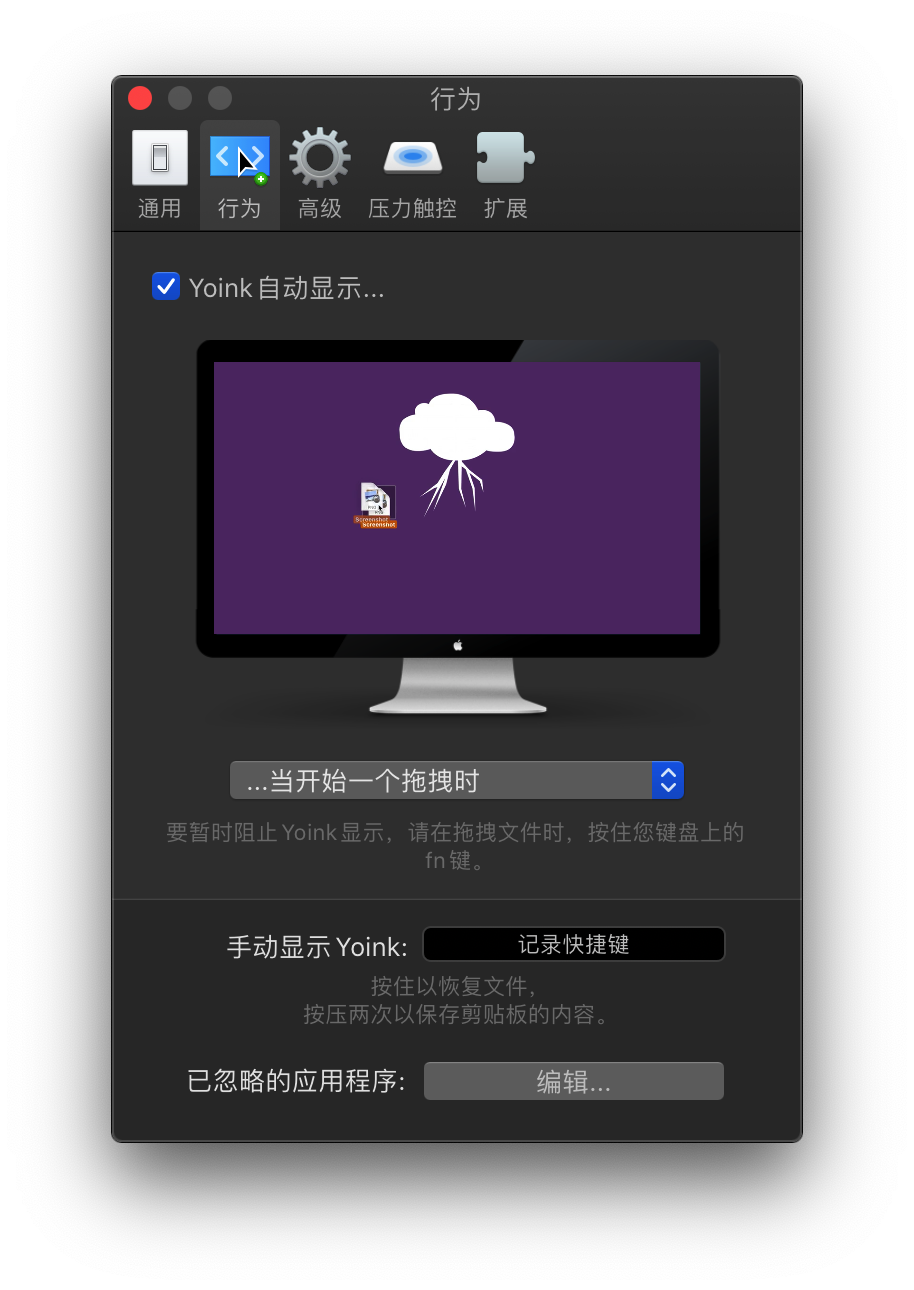 行为
通用
行为
高级
压力触控
扩展
Yoink自动显示...
PNG
Screenshot
Screenshot
...当开始一个拖拽时
要暂时阻止Yoink显示，请在拖拽文件时，按住您键盘上的
fn键。
手动显示Yoink:
记录快捷键
按住以恢复文件，
按压两次以保存剪贴板的内容。
已忽略的应用程序:
编辑...